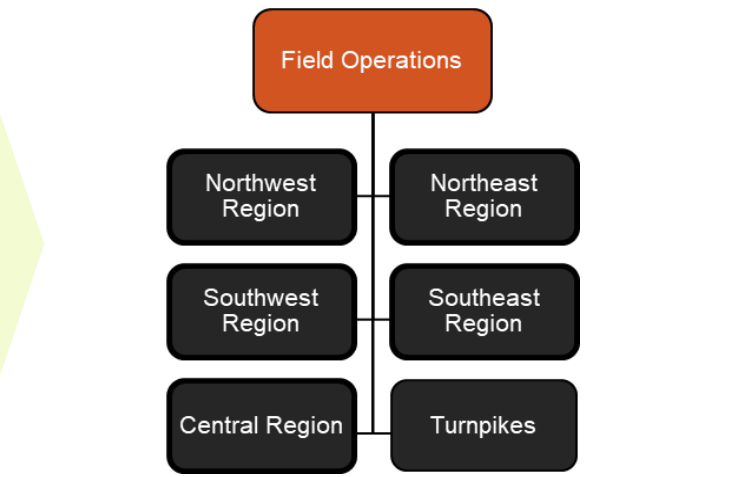 Field Operations
Northwest
Region
Northeast
Region
Southwest
Region
Southeast
Region
Central Region
Turnpikes